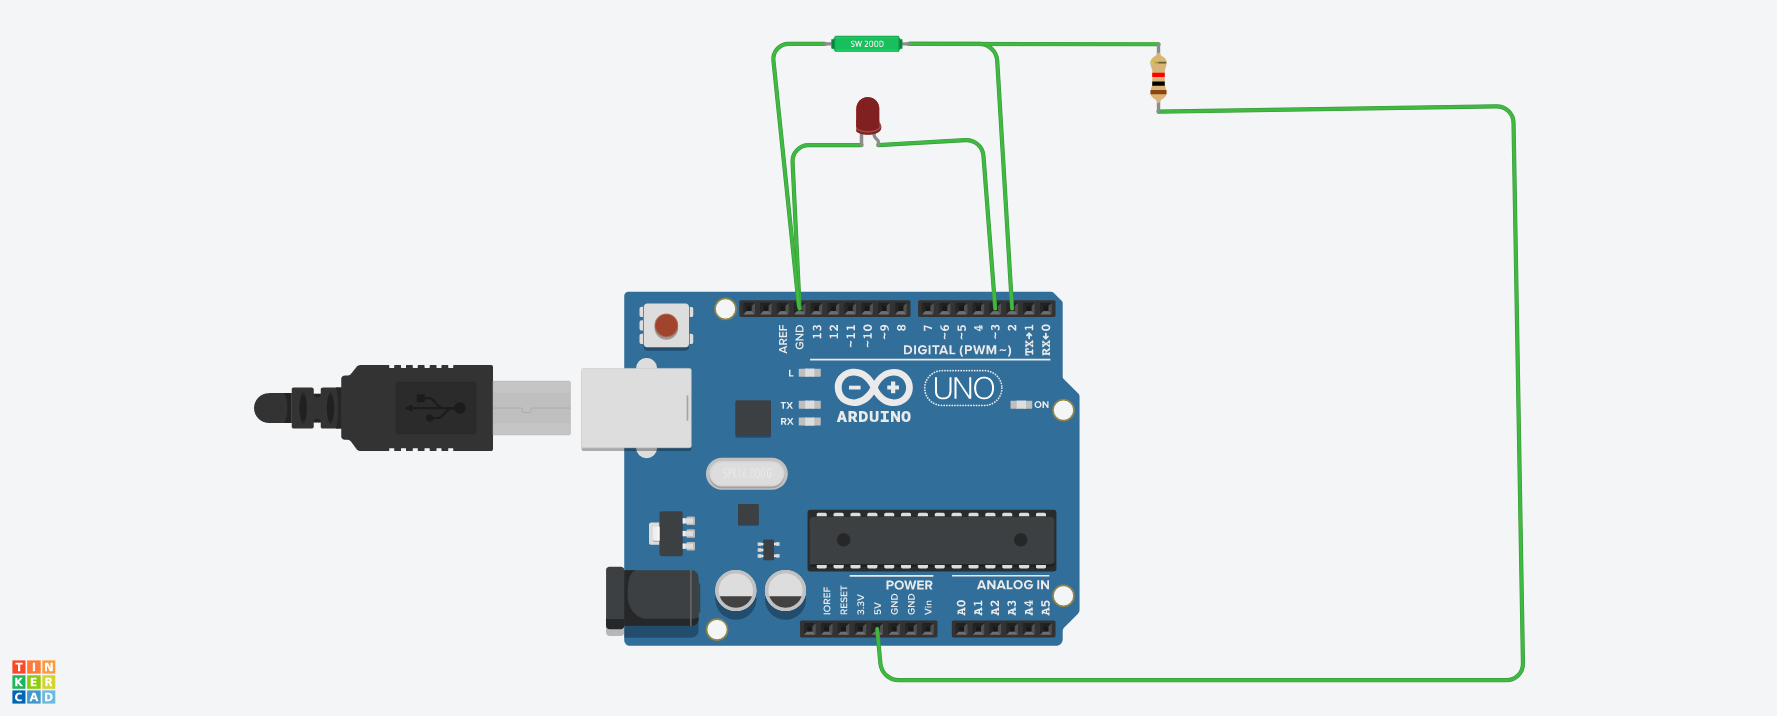 SW 200D
AREF
GND
13
12
~11
~10
~9
8
7
~6
~5
4
~3
2
TX→1
RX←0
DIGITAL (PWM~)
L
TX
RX
ARDUINO
UNO
ON
POWER
ANALOG IN
IOREF
RESET
3.3V
5V
GND
GND
Vin
A0
A1
A2
A3
A4
A5
TIN
KER
CAD